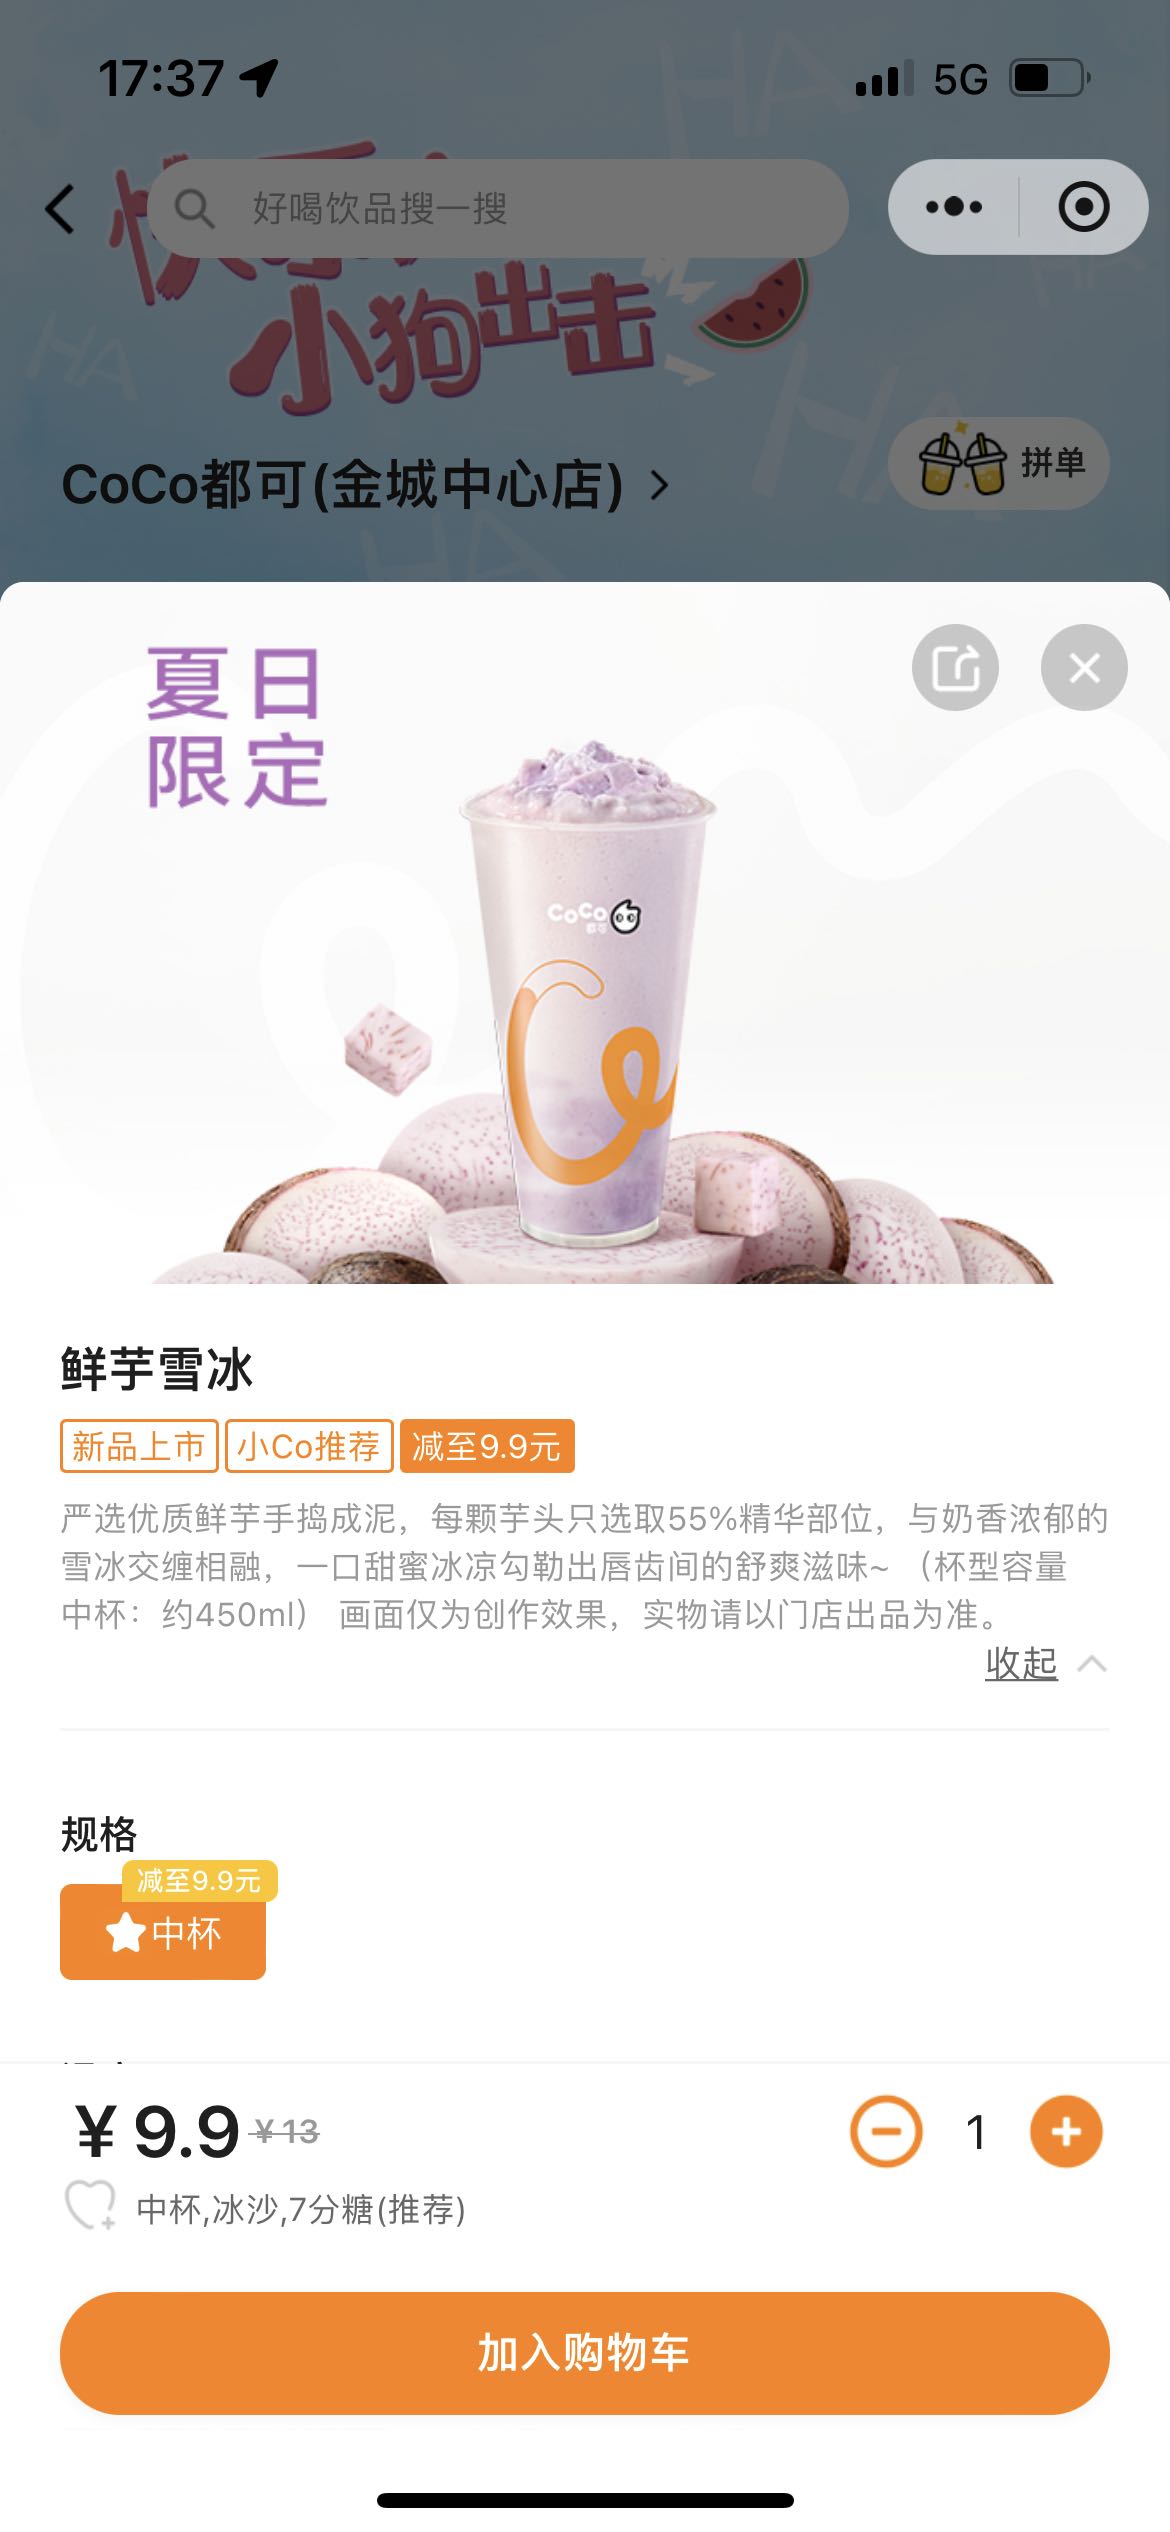 17:37
5G
好喝饮品搜一搜
小狗出击
CoCo都可(金城中心店)
拼单
夏日
限定
CoCo
都可
鲜芋雪冰
新品上市 小Co推荐 减至9.9元
严选优质鲜芋手捣成泥，每颗芋头只选取55%精华部位，与奶香浓郁的
雪冰交缠相融，一口甜蜜冰凉勾勒出唇齿间的舒爽滋味~ （杯型容量
中杯：约450ml） 画面仅为创作效果，实物请以门店出品为准。
收起
规格
减至9.9元
中杯
¥ 9.9 ¥ 13
1
中杯,冰沙,7分糖(推荐)
加入购物车